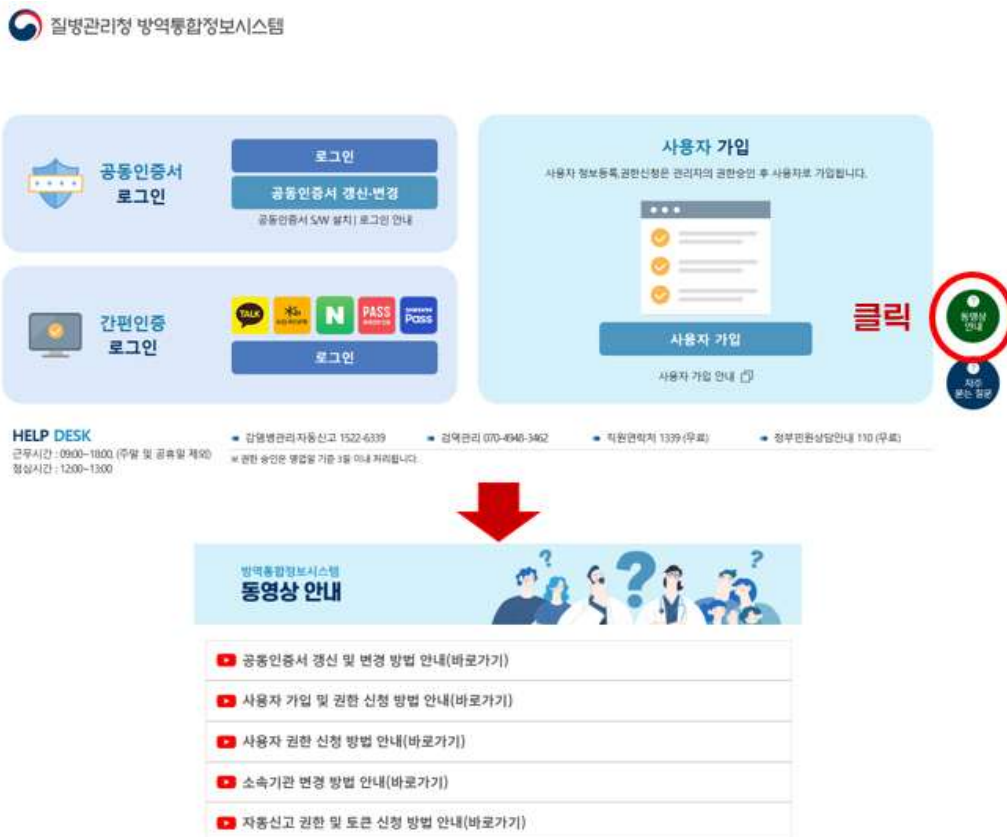 질병관리청 방역통합정보시스템
공동인증서
로그인
로그인
공동인증서 갱신·변경
공동인증서 S/W 설치 | 로그인 안내
간편인증
로그인
TALK
N
PASS
SAMSUNG
Pass
로그인
사용자 가입
사용자 정보등록,권한신청은 관리자의 권한승인 후 사용자로 가입됩니다.
사용자 가입
사용자 가입 안내
클릭
?
동영상
안내
?
자주
묻는 질문
HELP DESK
근무시간 : 09:00~18:00, (주말 및 공휴일 제외)
점심시간 : 12:00~13:00
감염병관리자동신고 1522-6339
검역관리 070-4948-3462
직원연락처 1339 (무료)
정부민원상담안내 110 (무료)
※ 권한 승인은 영업일 기준 3일 이내 처리됩니다.
방역통합정보시스템
동영상 안내
? ? ?
공동인증서 갱신 및 변경 방법 안내(바로가기)
사용자 가입 및 권한 신청 방법 안내(바로가기)
사용자 권한 신청 방법 안내(바로가기)
소속기관 변경 방법 안내(바로가기)
자동신고 권한 및 토큰 신청 방법 안내(바로가기)